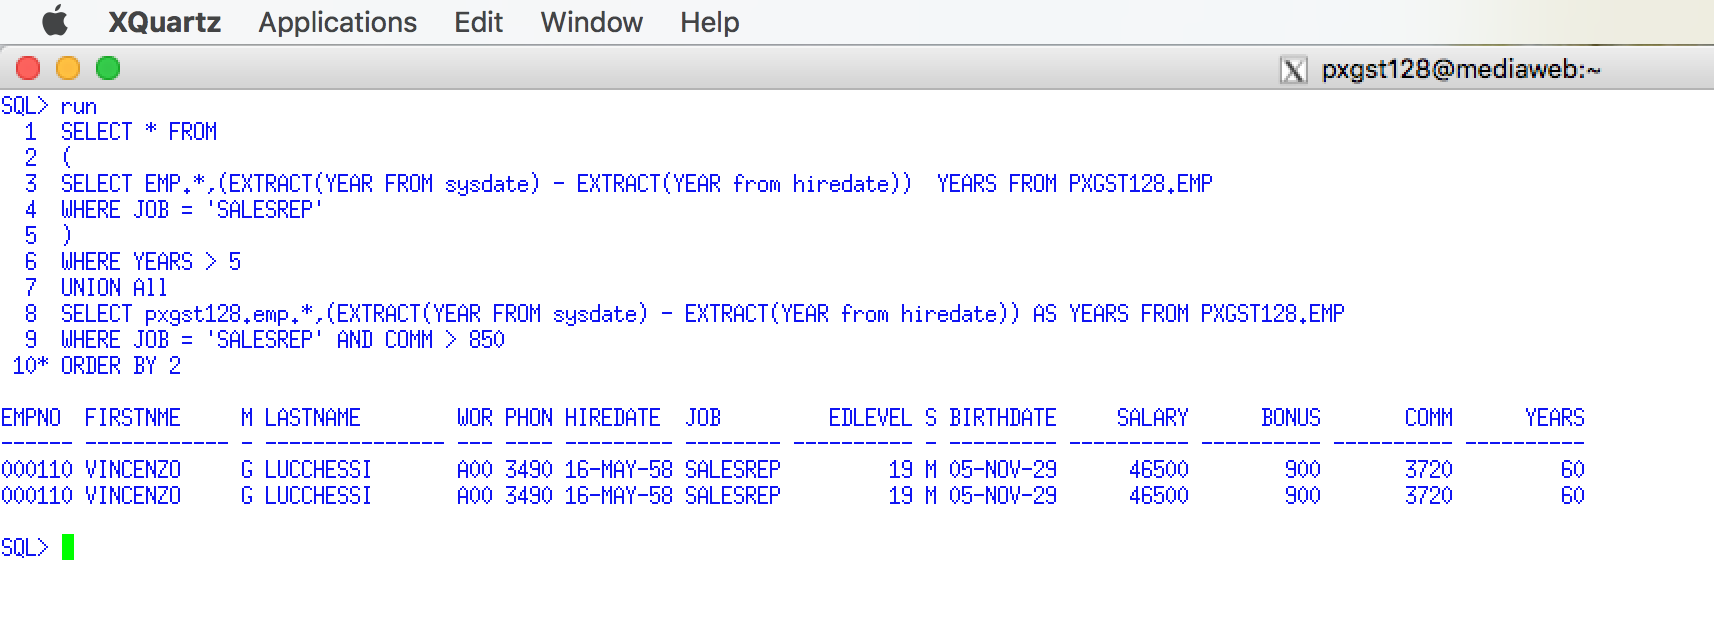 XQuartz Applications Edit Window Help
X pxgst128@mediaweb:~
SQL> run
  1  SELECT * FROM
  2  (
  3  SELECT EMP.*,(EXTRACT(YEAR FROM sysdate) - EXTRACT(YEAR from hiredate))  YEARS FROM PXGST128.EMP
  4  WHERE JOB = 'SALESREP'
  5  )
  6  WHERE YEARS > 5
  7  UNION All
  8  SELECT pxgst128.emp.*,(EXTRACT(YEAR FROM sysdate) - EXTRACT(YEAR from hiredate)) AS YEARS FROM PXGST128.EMP
  9  WHERE JOB = 'SALESREP' AND COMM > 850
 10* ORDER BY 2
EMPNO  FIRSTNME     M LASTNAME        WOR PHON HIREDATE  JOB         EDLEVEL S BIRTHDATE     SALARY      BONUS       COMM      YEARS
------ ------------ - --------------- --- ---- --------- -------- ---------- - --------- ---------- ---------- ---------- ----------
000110 VINCENZO     G LUCCHESSI       A00 3490 16-MAY-58 SALESREP         19 M 05-NOV-29      46500        900       3720         60
000110 VINCENZO     G LUCCHESSI       A00 3490 16-MAY-58 SALESREP         19 M 05-NOV-29      46500        900       3720         60
SQL>